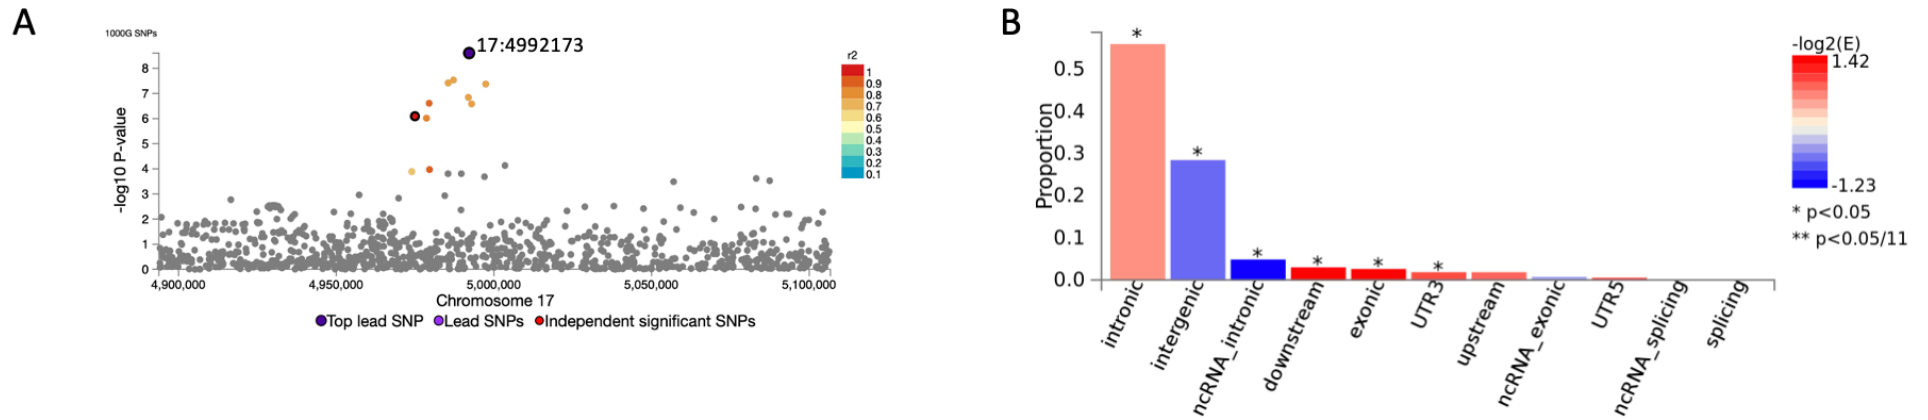 A
1000G SNPs
17:4992173
-log10 P-value
8
7
6
5
4
3
2
1
0
4,900,000 4,950,000 5,000,000 5,050,000 5,100,000
Chromosome 17
Top lead SNP Lead SNPs Independent significant SNPs
r2
1
0.9
0.8
0.7
0.6
0.5
0.4
0.3
0.2
0.1
B
Proportion
0.5
0.4
0.3
0.2
0.1
0.0
* * * * * *
intronic
intergenic
ncRNA_intronic
downstream
exonic
UTR3
upstream
ncRNA_exonic
UTR5
ncRNA_splicing
splicing
-log2(E)
1.42
-1.23
* p<0.05
** p<0.05/11